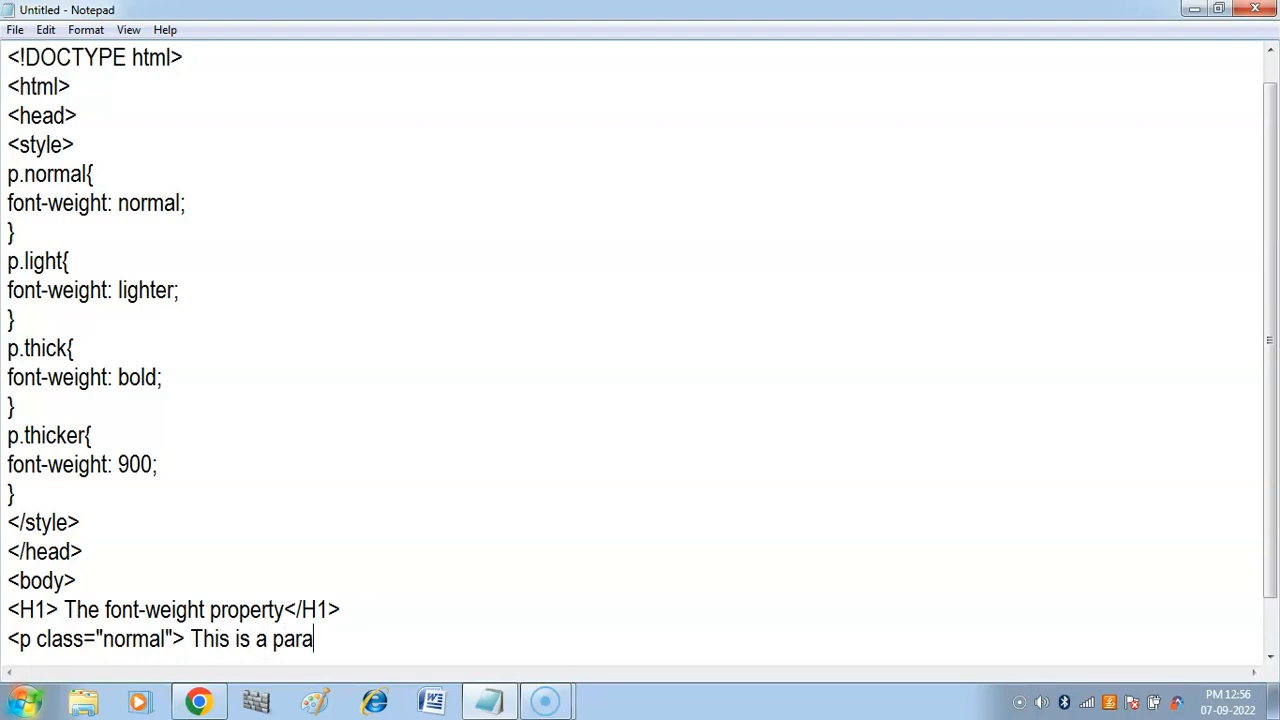 Untitled - Notepad
File Edit Format View Help
<!DOCTYPE html>
<html>
<head>
<style>
p.normal{
font-weight: normal;
}
p.light{
font-weight: lighter;
}
p.thick{
font-weight: bold;
}
p.thicker{
font-weight: 900;
}
</style>
</head>
<body>
<H1> The font-weight property</H1>
<p class="normal"> This is a para
PM 12:56
07-09-2022